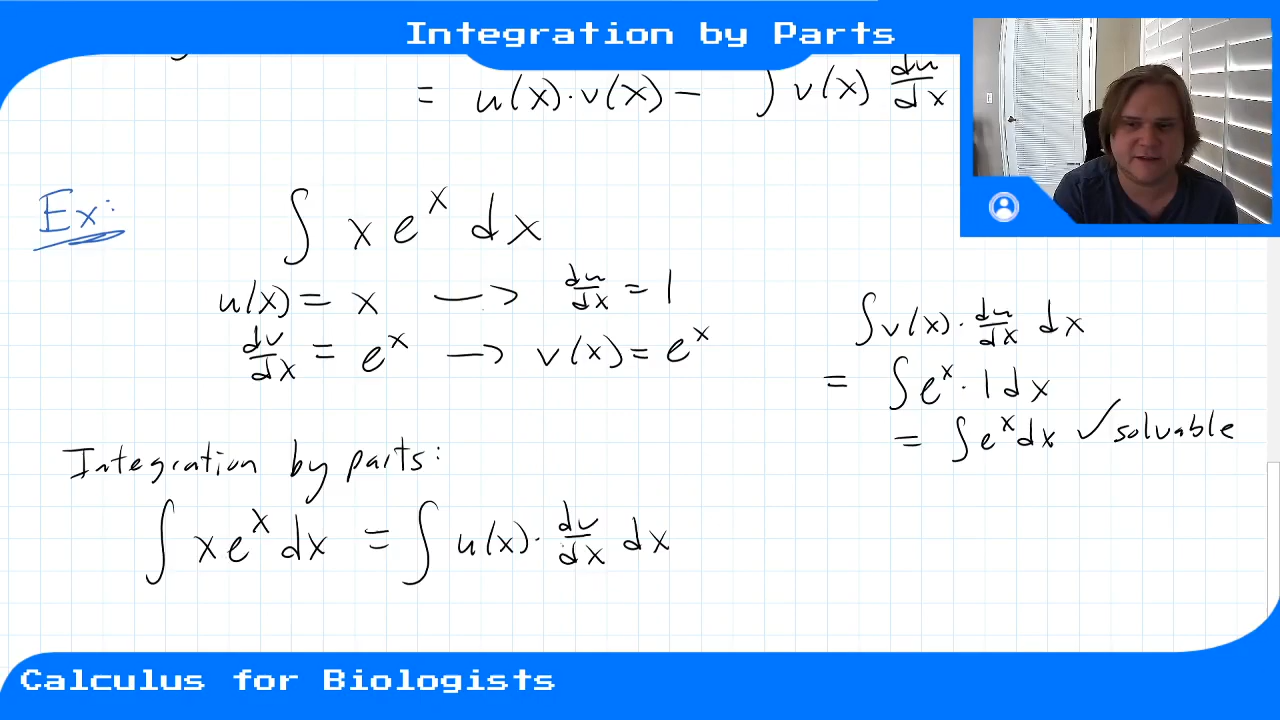 Integration by Parts
= u(x)·v(x) − ∫ v(x) du/dx
Ex:
∫ x e^x dx
u(x) = x → du/dx = 1
dv/dx = e^x → v(x) = e^x
∫ v(x) · du/dx dx
= ∫ e^x · 1 dx
= ∫ e^x dx ✓ solvable
Integration by parts:
∫ x e^x dx = ∫ u(x) · dv/dx dx
Calculus for Biologists